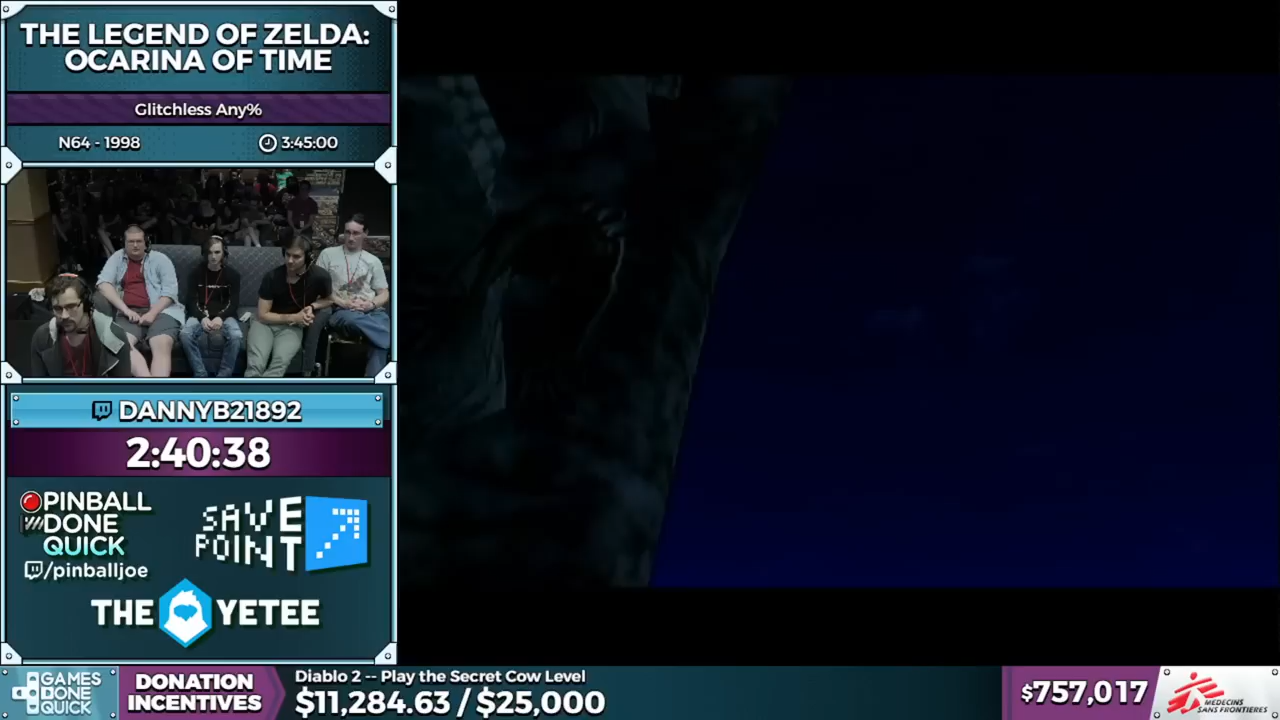 THE LEGEND OF ZELDA:
OCARINA OF TIME
Glitchless Any%
N64 - 1998
3:45:00
DANNYB21892
2:40:38
PINBALL
DONE
QUICK
/pinballjoe
SAVE
POINT
THE YETEE
GAMES
DONE
QUICK
DONATION
INCENTIVES
Diablo 2 -- Play the Secret Cow Level
$11,284.63 / $25,000
$757,017
MEDECINS
SANS FRONTIERES